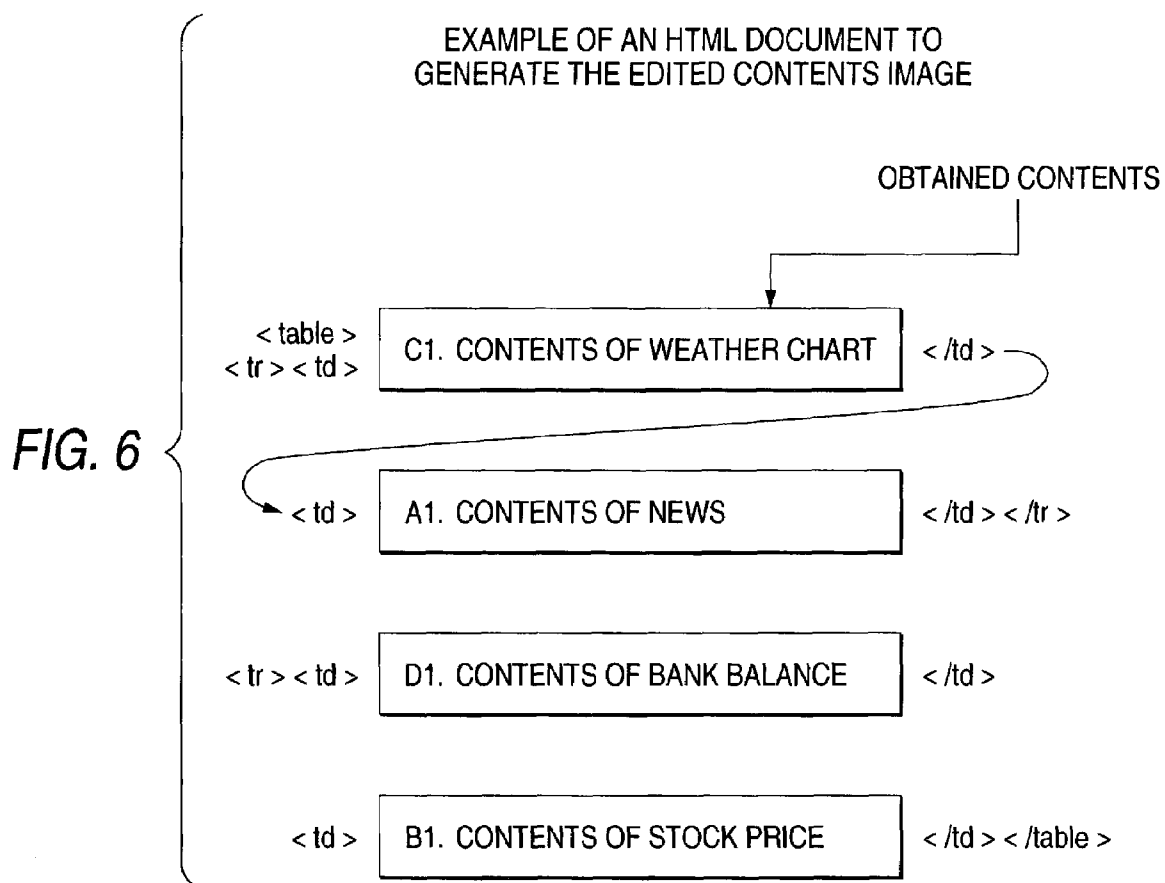 EXAMPLE OF AN HTML DOCUMENT TO
GENERATE THE EDITED CONTENTS IMAGE
OBTAINED CONTENTS
< table >
< tr > < td > C1. CONTENTS OF WEATHER CHART < /td >
FIG. 6
< td > A1. CONTENTS OF NEWS < /td > < /tr >
< tr > < td > D1. CONTENTS OF BANK BALANCE < /td >
< td > B1. CONTENTS OF STOCK PRICE < /td > < /table >